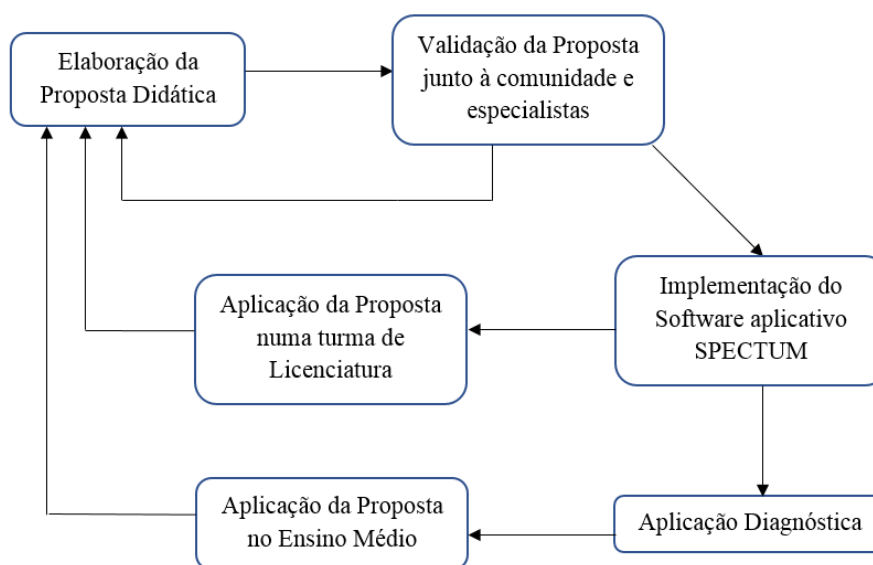 Elaboração da
Proposta Didática
Validação da Proposta
junto à comunidade e
especialistas
Aplicação da Proposta
numa turma de
Licenciatura
Implementação do
Software aplicativo
SPECTUM
Aplicação da Proposta
no Ensino Médio
Aplicação Diagnóstica